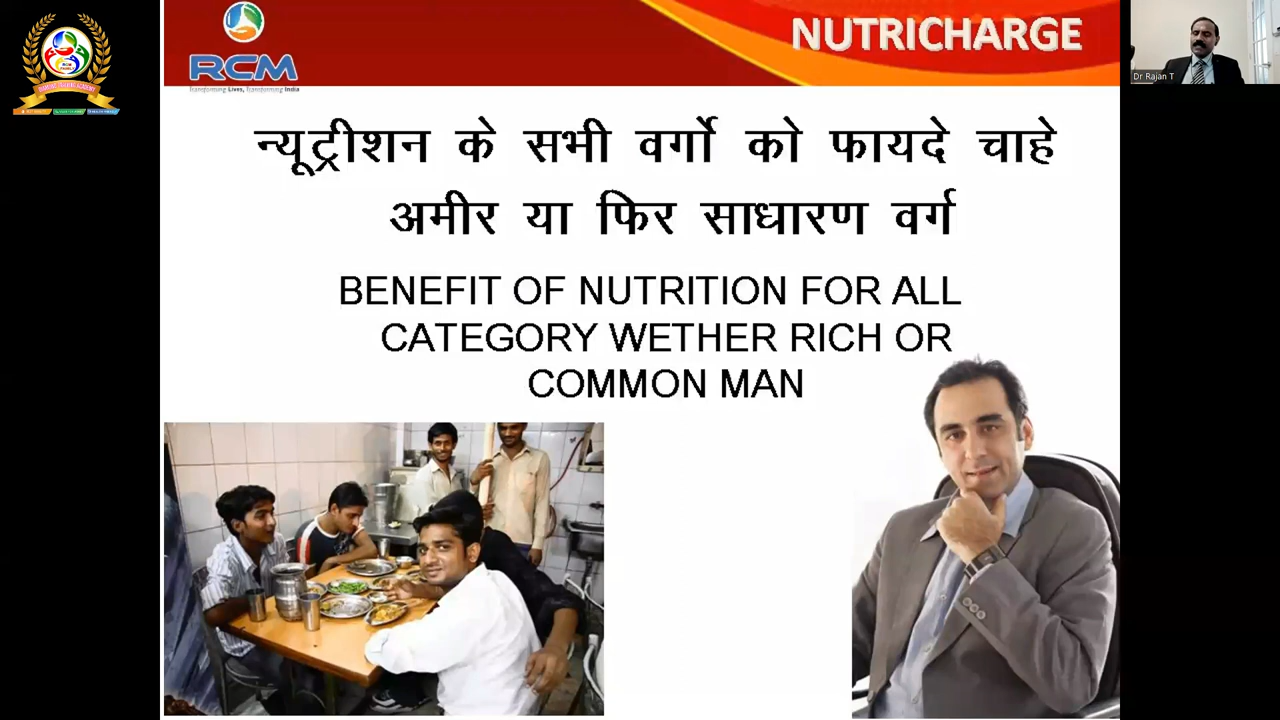 NUTRICHARGE
RCM
Transforming Lives, Transforming India
Dr Rajan T
न्यूट्रीशन के सभी वर्गो को फायदे चाहे
अमीर या फिर साधारण वर्ग
BENEFIT OF NUTRITION FOR ALL
CATEGORY WETHER RICH OR
COMMON MAN